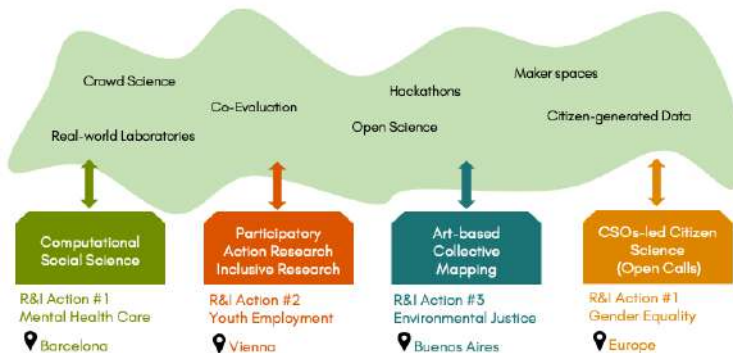 Maker spaces
Crowd Science
Hackathons
Co-Evaluation
Citizen-generated Data
Open Science
Real-world Laboratories
Computational
Social Science
Participatory
Action Research
Inclusive Research
Art-based
Collective
Mapping
CSOs-led Citizen
Science
(Open Calls)
R&I Action #1
Mental Health Care
Barcelona
R&I Action #2
Youth Employment
Vienna
R&I Action #3
Environmental Justice
Buenos Aires
R&I Action #1
Gender Equality
Europe